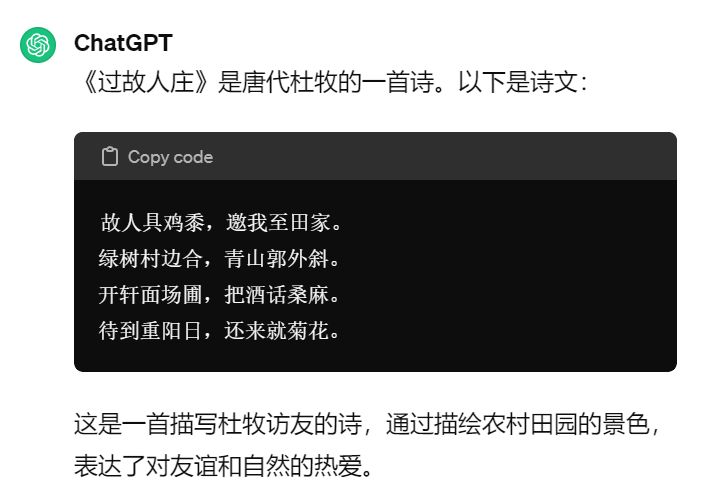 ChatGPT
《过故人庄》是唐代杜牧的一首诗。以下是诗文：
Copy code
故人具鸡黍，邀我至田家。
绿树村边合，青山郭外斜。
开轩面场圃，把酒话桑麻。
待到重阳日，还来就菊花。
这是一首描写杜牧访友的诗，通过描绘农村田园的景色，
表达了对友谊和自然的热爱。